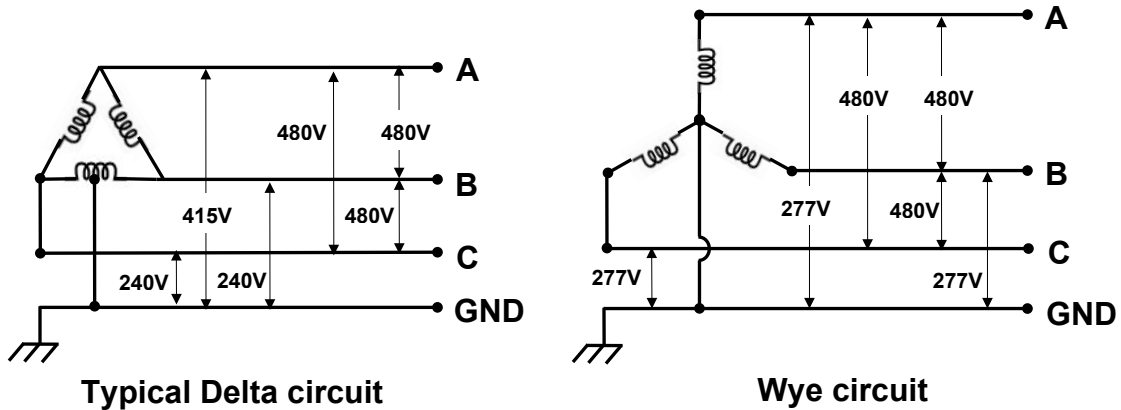 A
480V
480V
B
415V
480V
C
240V
240V
GND
Typical Delta circuit
A
480V
480V
B
277V
480V
C
277V
277V
GND
Wye circuit